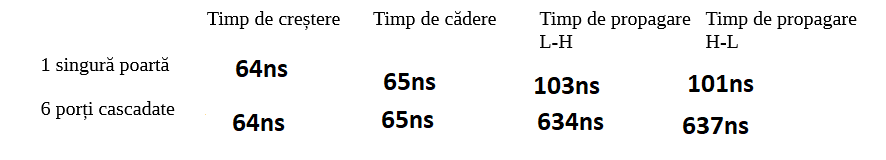 Timp de creștere Timp de cădere Timp de propagare L-H Timp de propagare H-L
1 singură poartă 64ns 65ns 103ns 101ns
6 porți cascadate 64ns 65ns 634ns 637ns